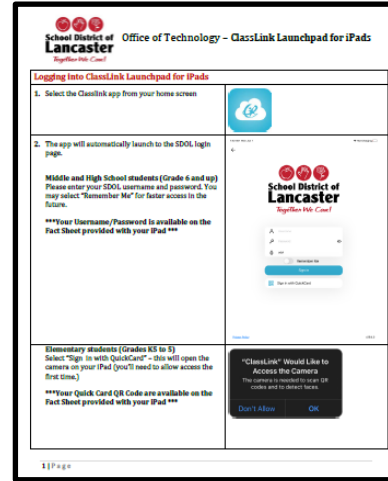 School District of
Lancaster
Together We Can!
Office of Technology – ClassLink Launchpad for iPads
Logging into ClassLink Launchpad for iPads
1. Select the Classlink app from your home screen
2. The app will automatically launch to the SDOL login
page.
Middle and High School students (Grade 6 and up)
Please enter your SDOL username and password. You
may select "Remember Me" for faster access in the
future.
***Your Username/Password is available on the
Fact Sheet provided with your iPad ***
School District of
Lancaster
Together We Can!
Remember Me
Sign In
Sign in with QuickCard
Elementary students (Grades K5 to 5)
Select "Sign in with QuickCard" – this will open the
camera on your iPad (you'll need to allow access the
first time.)
***Your Quick Card QR Code are available on the
Fact Sheet provided with your iPad ***
"ClassLink" Would Like to
Access the Camera
The camera is needed to scan QR
codes and to detect faces.
Don't Allow OK
1 | Page